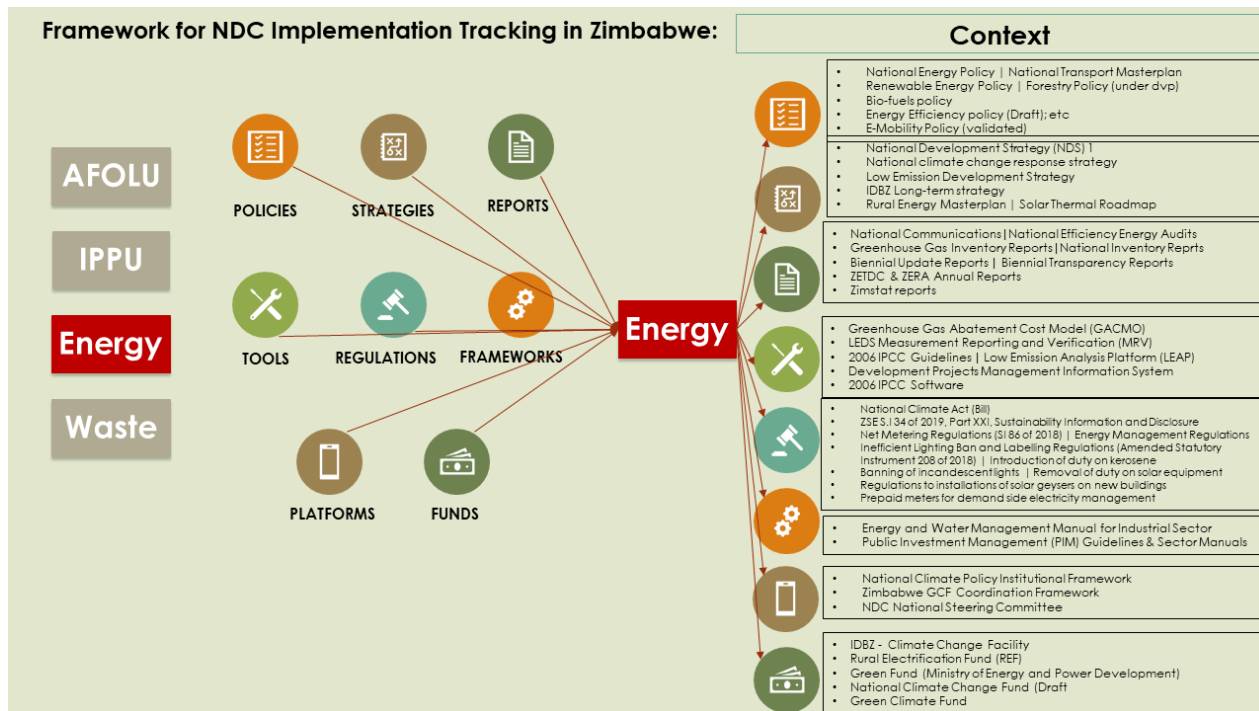 Framework for NDC Implementation Tracking in Zimbabwe:
Context
AFOLU
IPPU
Energy
Waste
POLICIES
STRATEGIES
REPORTS
TOOLS
REGULATIONS
FRAMEWORKS
PLATFORMS
FUNDS
Energy
• National Energy Policy | National Transport Masterplan
• Renewable Energy Policy | Forestry Policy (under dvp)
• Bio-fuels policy
• Energy Efficiency policy (Draft); etc
• E-Mobility Policy (validated)
• National Development Strategy (NDS) 1
• National climate change response strategy
• Low Emission Development Strategy
• IDBZ Long-term strategy
• Rural Energy Masterplan | Solar Thermal Roadmap
• National Communications|National Efficiency Energy Audits
• Greenhouse Gas Inventory Reports|National Inventory Reprts
• Biennial Update Reports | Biennial Transparency Reports
• ZETDC & ZERA Annual Reports
• Zimstat reports
• Greenhouse Gas Abatement Cost Model (GACMO)
• LEDS Measurement Reporting and Verification (MRV)
• 2006 IPCC Guidelines | Low Emission Analysis Platform (LEAP)
• Development Projects Management Information System
• 2006 IPCC Software
• National Climate Act (Bill)
• ZSE S.I 34 of 2019, Part XXI, Sustainability Information and Disclosure
• Net Metering Regulations (SI 86 of 2018) | Energy Management Regulations
• Inefficient Lighting Ban and Labelling Regulations (Amended Statutory
Instrument 208 of 2018) | Introduction of duty on kerosene
• Banning of incandescent lights | Removal of duty on solar equipment
• Regulations to installations of solar geysers on new buildings
• Prepaid meters for demand side electricity management
• Energy and Water Management Manual for Industrial Sector
• Public Investment Management (PIM) Guidelines & Sector Manuals
• National Climate Policy Institutional Framework
• Zimbabwe GCF Coordination Framework
• NDC National Steering Committee
• IDBZ - Climate Change Facility
• Rural Electrification Fund (REF)
• Green Fund (Ministry of Energy and Power Development)
• National Climate Change Fund (Draft
• Green Climate Fund